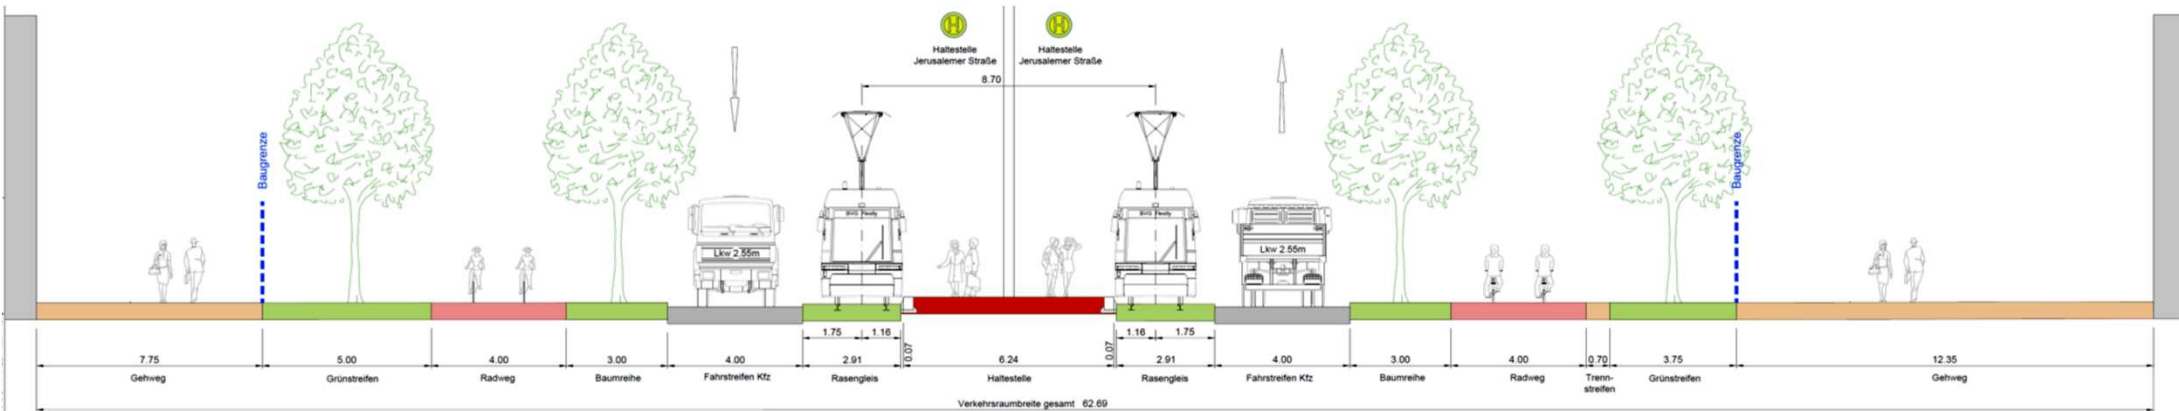 H
H
Haltestelle
Jerusalemer Straße
Haltestelle
Jerusalemer Straße
8.70
Baugrenze
Baugrenze
BVG Flexity
BVG Flexity
Lkw 2.55m
Lkw 2.55m
1.75 1.16 1.16 1.75
7.75 5.00 4.00 3.00 4.00 2.91 0.07 6.24 0.07 2.91 4.00 3.00 4.00 0.70 3.75 12.35
Gehweg Grünstreifen Radweg Baumreihe Fahrstreifen Kfz Rasengleis Haltestelle Rasengleis Fahrstreifen Kfz Baumreihe Radweg Trenn- Grünstreifen Gehweg
streifen
Verkehrsraumbreite gesamt 62.69